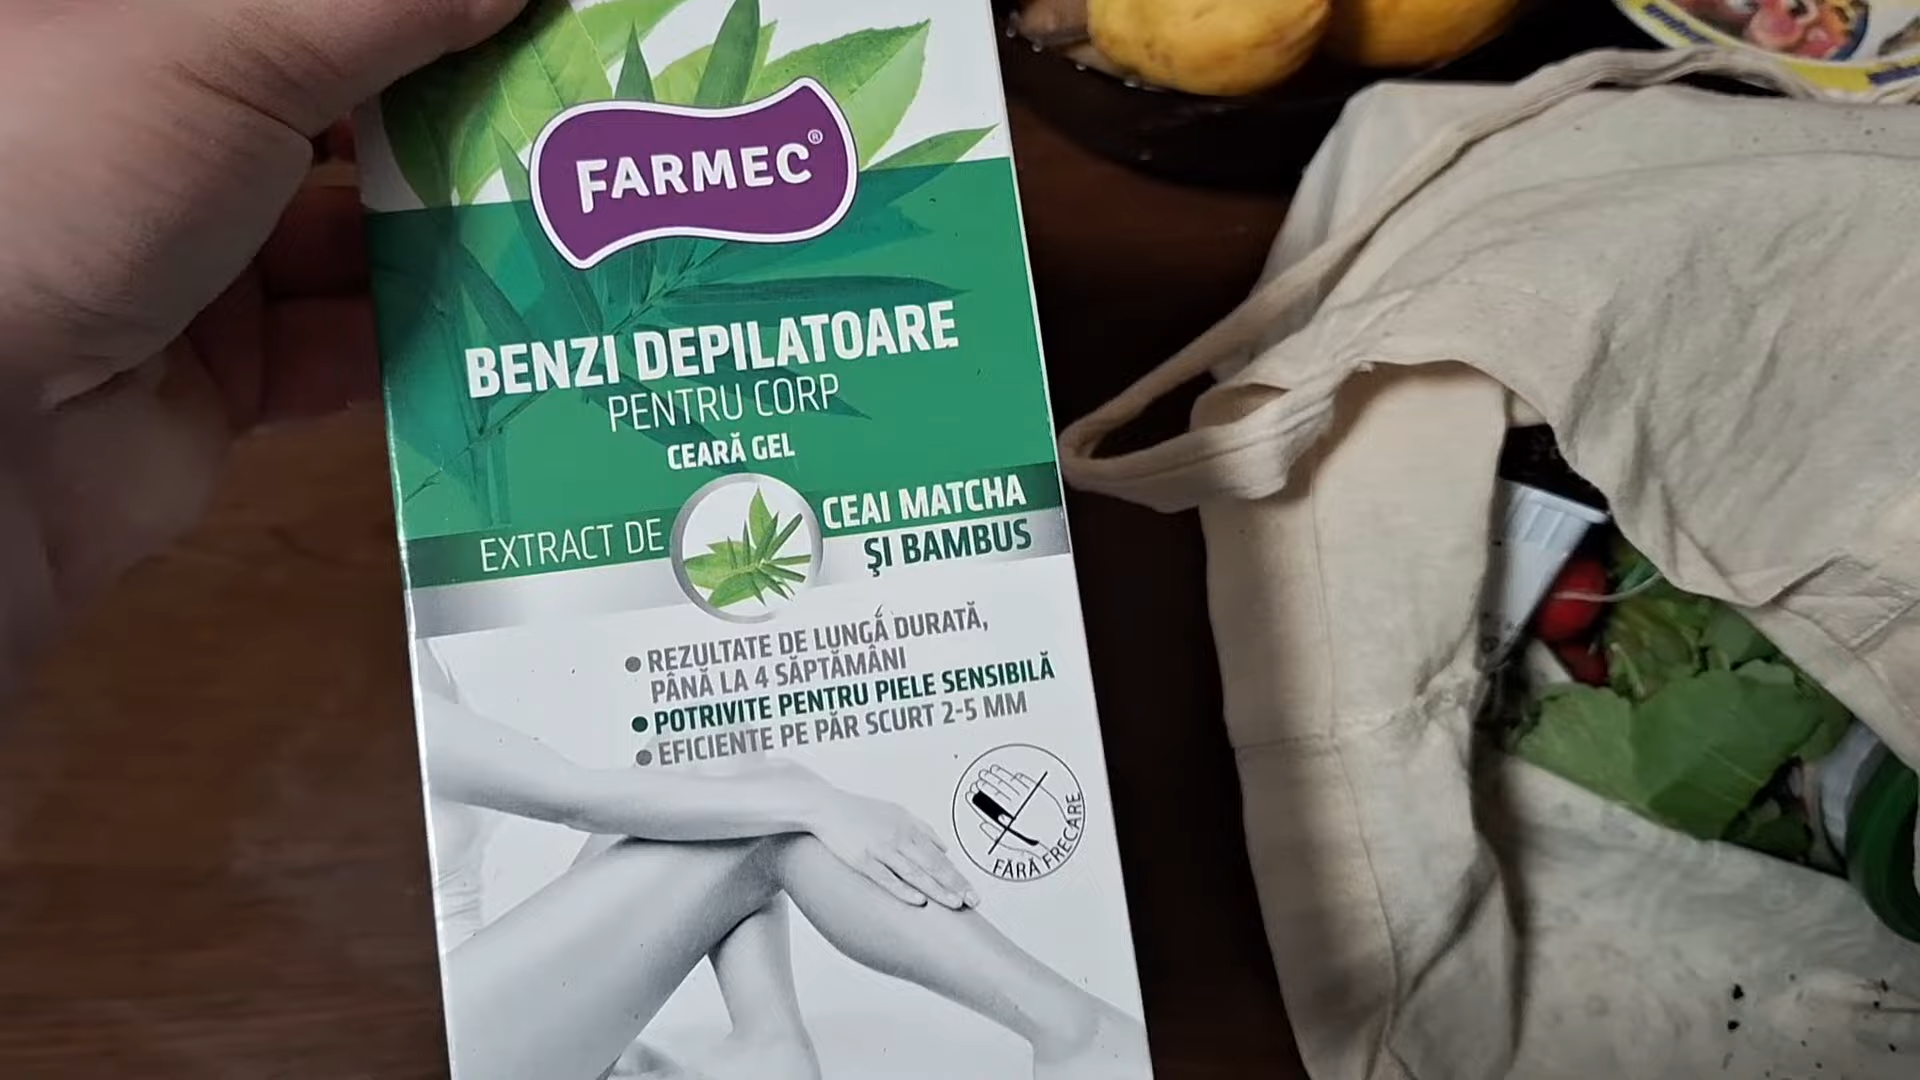 FARMEC®
BENZI DEPILATOARE
PENTRU CORP
CEARĂ GEL
EXTRACT DE
CEAI MATCHA
ŞI BAMBUS
● REZULTATE DE LUNGĂ DURATĂ,
PÂNĂ LA 4 SĂPTĂMÂNI
● POTRIVITE PENTRU PIELE SENSIBILĂ
● EFICIENTE PE PĂR SCURT 2-5 MM
FĂRĂ FRECARE